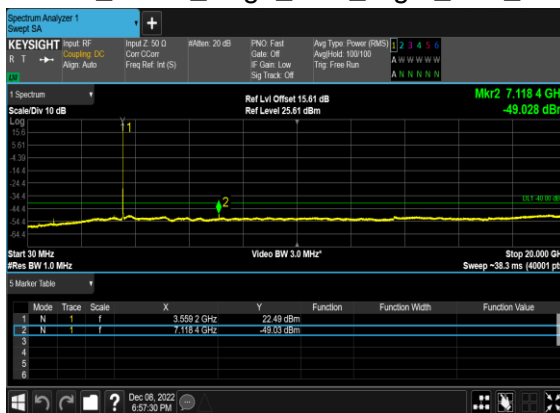 Spectrum Analyzer 1
Swept SA
KEYSIGHT
R T
Input: RF
Coupling: DC
Align: Auto
Input Z: 50 Ω
Corr CCorr
Freq Ref: Int (S)
#Atten: 20 dB
PNO: Fast
Gate: Off
IF Gain: Low
Sig Track: Off
Avg Type: Power (RMS)
Avg|Hold: 100/100
Trig: Free Run
1 2 3 4 5 6
A W W W W W
A N N N N N
1 Spectrum
Scale/Div 10 dB
Ref Lvl Offset 15.61 dB
Ref Level 25.61 dBm
Mkr2 7.118 4 GH
-49.028 dBr
Log
15.6
5.61
-4.39
-14.4
-24.4
-34.4
-44.4
-54.4
-64.4
1
2
Start 30 MHz
#Res BW 1.0 MHz
Video BW 3.0 MHz*
Stop 20.000 GH
Sweep ~38.3 ms (40001 pt
5 Marker Table
Mode Trace Scale X Y Function Function Width Function Value
1 N 1 f 3.559 2 GHz 22.49 dBm
2 N 1 f 7.118 4 GHz -49.03 dBm
3
4
5
6
?
Dec 08, 2022
6:57:30 PM